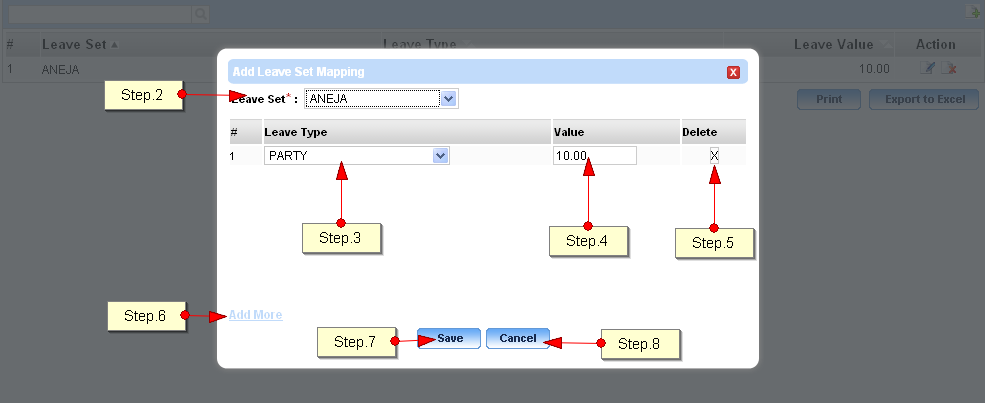 # Leave Set Leave Type Leave Value Action
1 ANEJA 10.00
Print Export to Excel
Add Leave Set Mapping X
Step.2
Leave Set* : ANEJA
# Leave Type Value Delete
1 PARTY 10.00 X
Step.3 Step.4 Step.5
Step.6 Add More
Step.7 Save Cancel Step.8